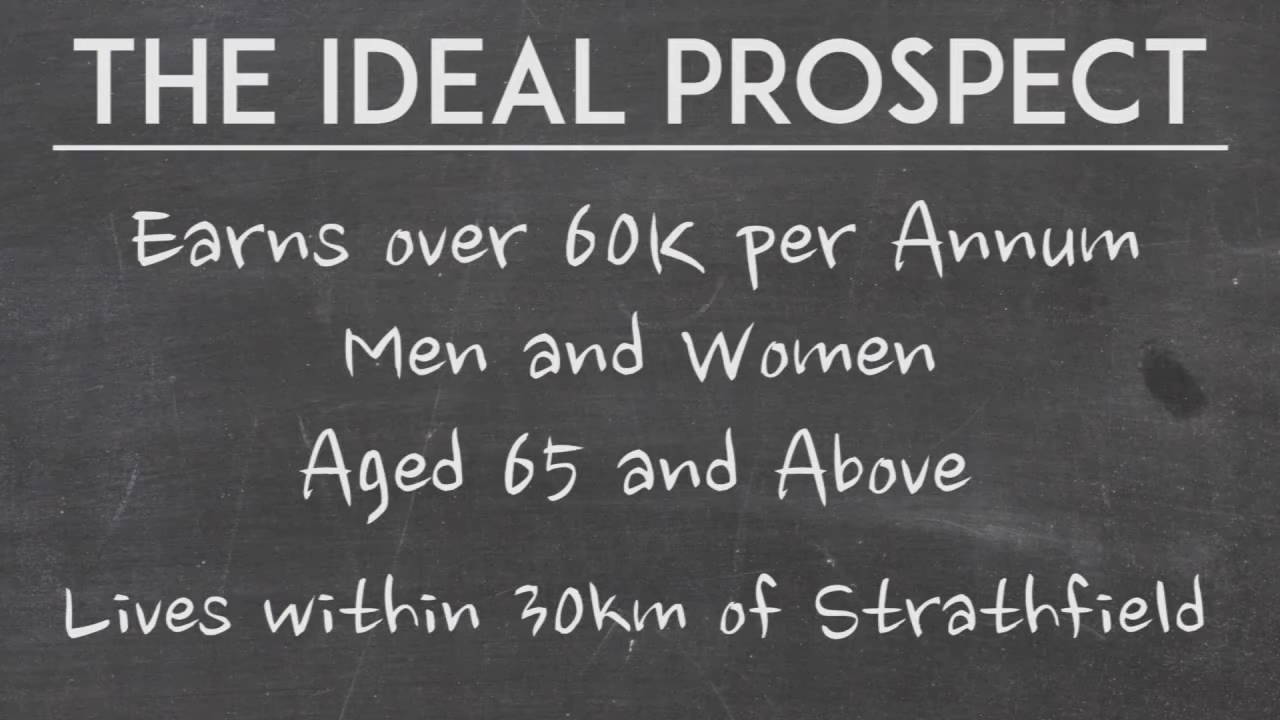 THE IDEAL PROSPECT
Earns over 60K per Annum
Men and Women
Aged 65 and Above
Lives within 30km of Strathfield